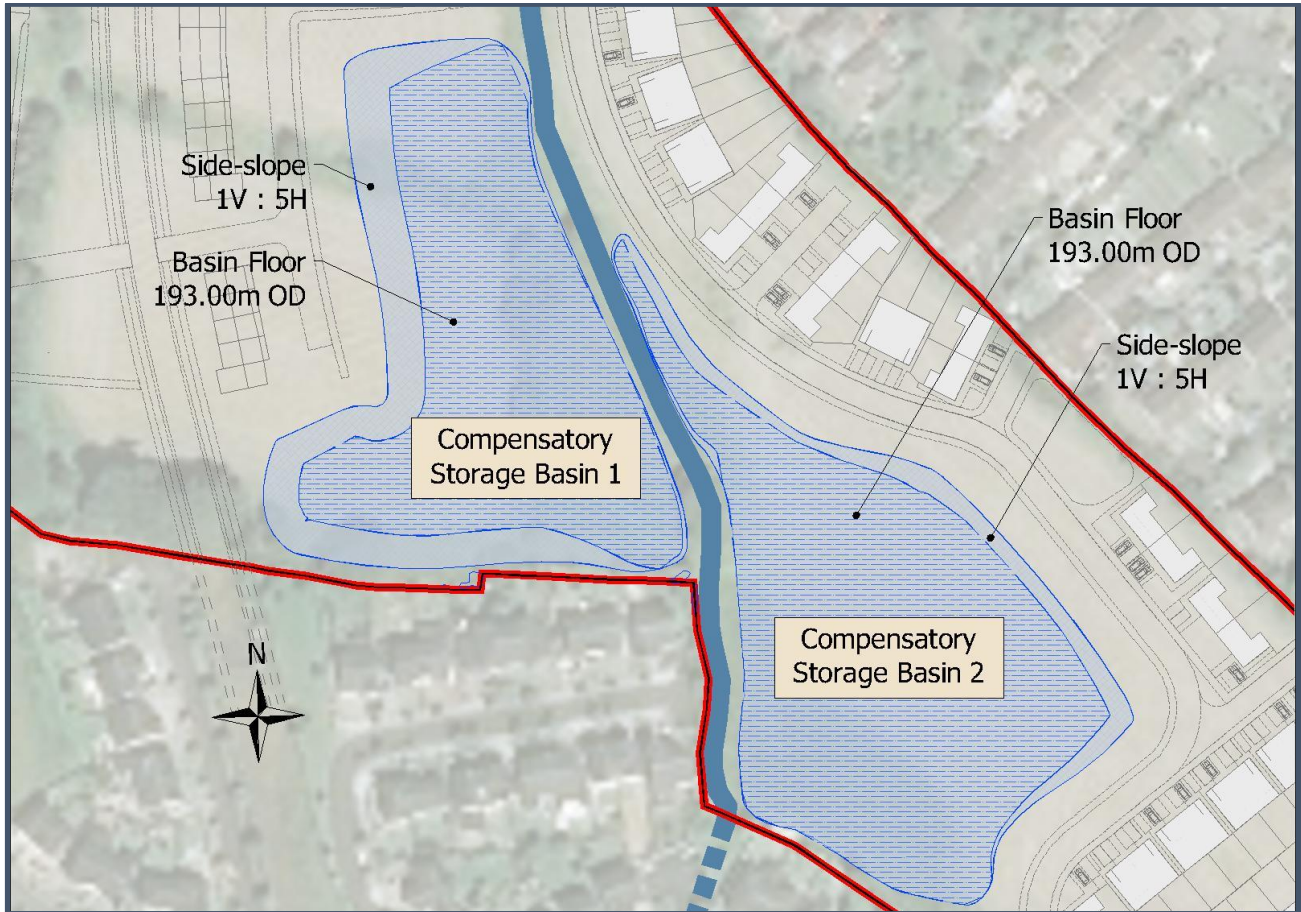 Side-slope
1V : 5H
Basin Floor
193.00m OD
Basin Floor
193.00m OD
Side-slope
1V : 5H
Compensatory
Storage Basin 1
Compensatory
Storage Basin 2
N